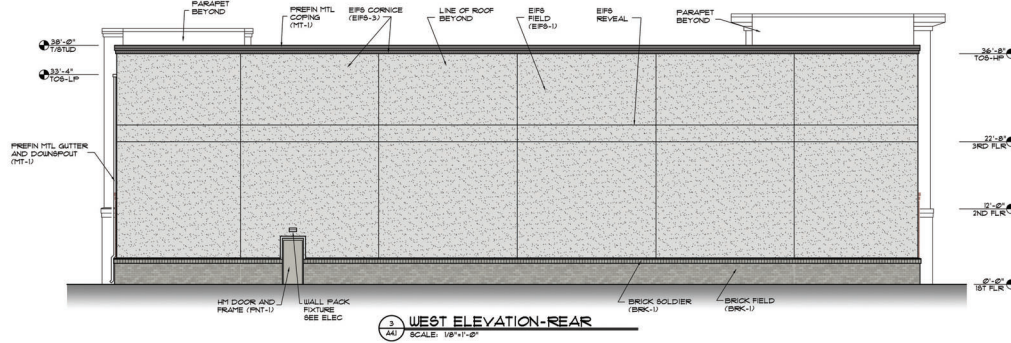 PARAPET
BEYOND
PREFIN MTL
COPING
(MT-1)
EIFS CORNICE
(EIFS-3)
LINE OF ROOF
BEYOND
EIFS
FIELD
(EIFS-1)
EIFS
REVEAL
PARAPET
BEYOND
38'-0"
T/STUD
33'-4"
TOS-LP
36'-8"
TOS-HP
PREFIN MTL GUTTER
AND DOWNSPOUT
(MT-1)
22'-8"
3RD FLR
12'-0"
2ND FLR
0'-0"
1ST FLR
HM DOOR AND
FRAME (PNT-1)
WALL PACK
FIXTURE
SEE ELEC
BRICK SOLDIER
(BRK-1)
BRICK FIELD
(BRK-1)
3
A4.1
WEST ELEVATION-REAR
SCALE: 1/8"=1'-0"